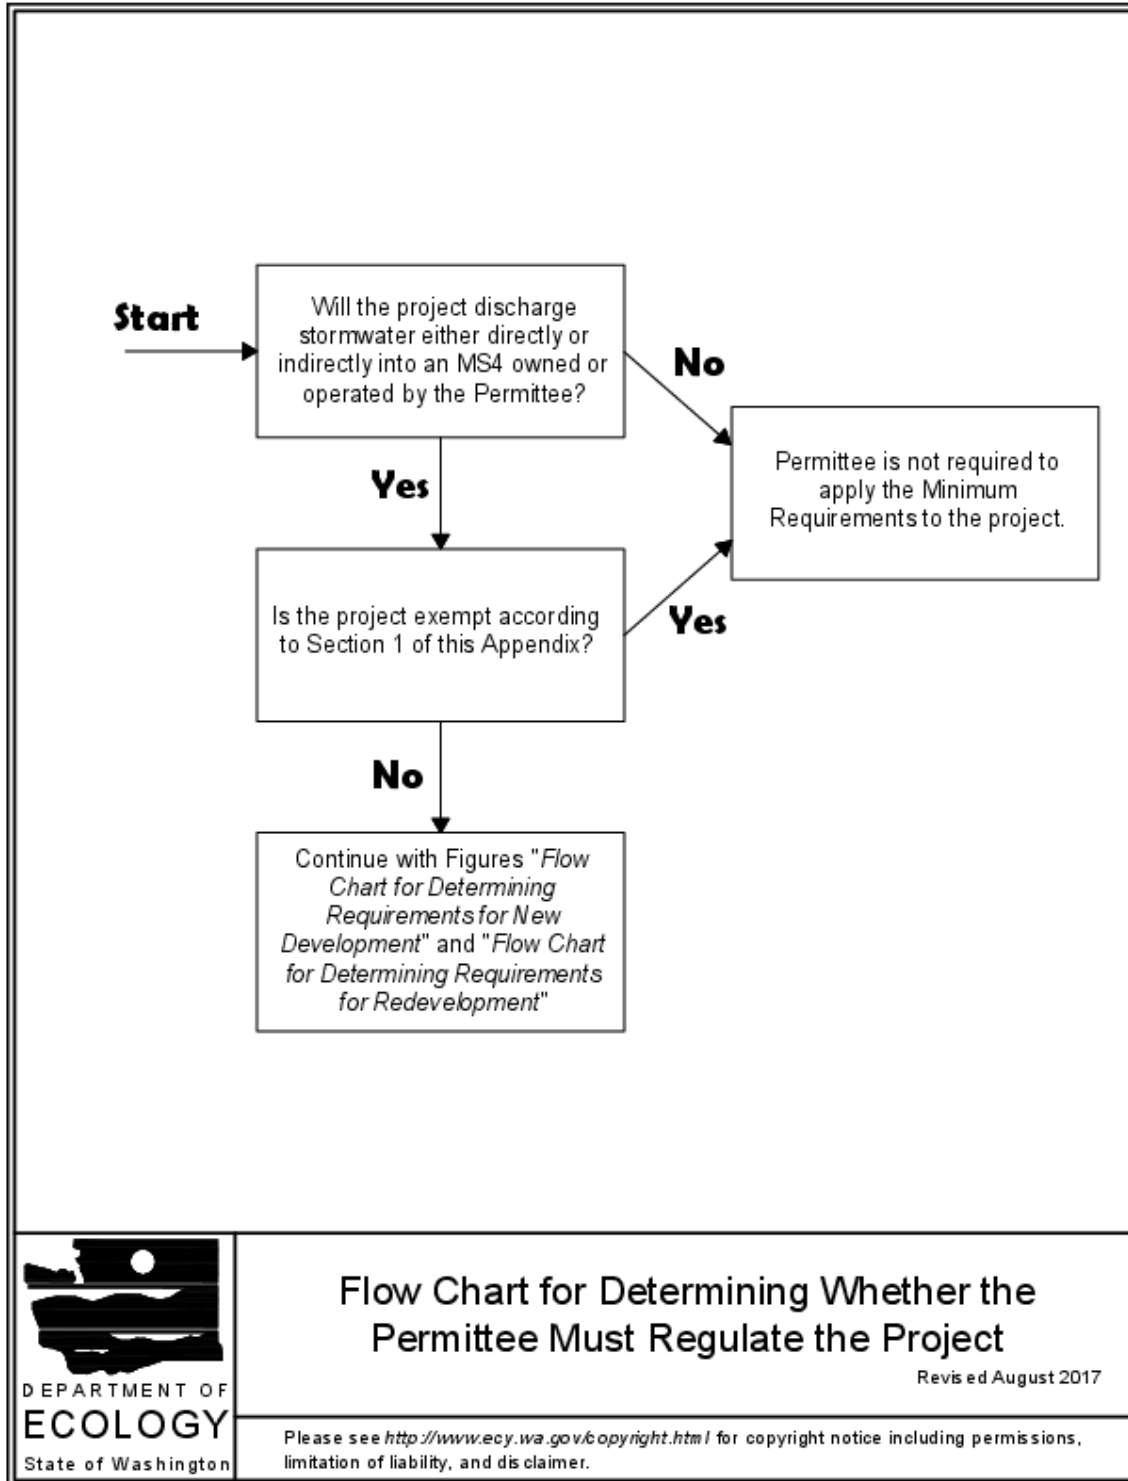 Start
Will the project discharge
stormwater either directly or
indirectly into an MS4 owned or
operated by the Permittee?
No
Permittee is not required to
apply the Minimum
Requirements to the project.
Yes
Is the project exempt according
to Section 1 of this Appendix?
Yes
No
Continue with Figures "Flow
Chart for Determining
Requirements for New
Development" and "Flow Chart
for Determining Requirements
for Redevelopment"
DEPARTMENT OF
ECOLOGY
State of Washington
Flow Chart for Determining Whether the
Permittee Must Regulate the Project
Revised August 2017
Please see http://www.ecy.wa.gov/copyright.html for copyright notice including permissions,
limitation of liability, and disclaimer.